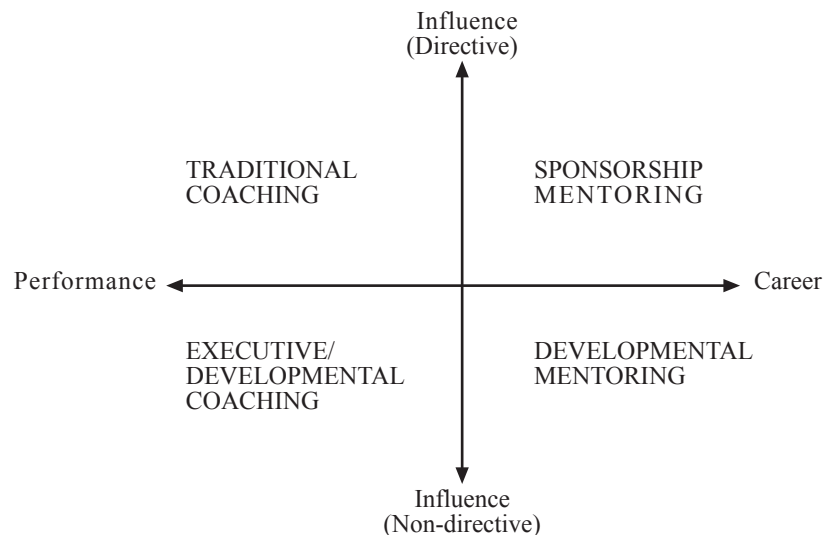 Influence
(Directive)
TRADITIONAL
COACHING
SPONSORSHIP
MENTORING
Performance
Career
EXECUTIVE/
DEVELOPMENTAL
COACHING
DEVELOPMENTAL
MENTORING
Influence
(Non-directive)